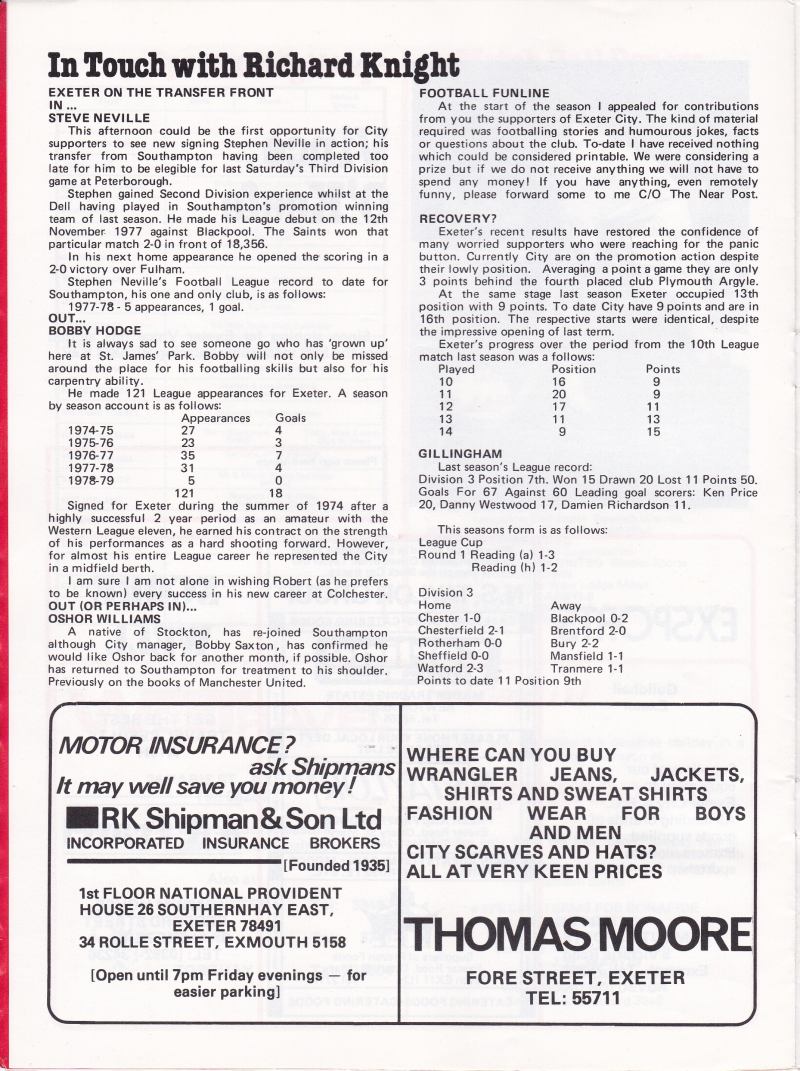 In Touch with Richard Knight
EXETER ON THE TRANSFER FRONT
IN ...
STEVE NEVILLE
This afternoon could be the first opportunity for City
supporters to see new signing Stephen Neville in action; his
transfer from Southampton having been completed too
late for him to be elegible for last Saturday's Third Division
game at Peterborough.
Stephen gained Second Division experience whilst at the
Dell having played in Southampton's promotion winning
team of last season. He made his League debut on the 12th
November 1977 against Blackpool. The Saints won that
particular match 2-0 in front of 18,356.
In his next home appearance he opened the scoring in a
2-0 victory over Fulham.
Stephen Neville's Football League record to date for
Southampton, his one and only club, is as follows:
1977-78 - 5 appearances, 1 goal.
OUT...
BOBBY HODGE
It is always sad to see someone go who has 'grown up'
here at St. James' Park. Bobby will not only be missed
around the place for his footballing skills but also for his
carpentry ability.
He made 121 League appearances for Exeter. A season
by season account is as follows:
Appearances Goals
1974-75 27 4
1975-76 23 3
1976-77 35 7
1977-78 31 4
1978-79 5 0
121 18
Signed for Exeter during the summer of 1974 after a
highly successful 2 year period as an amateur with the
Western League eleven, he earned his contract on the strength
of his performances as a hard shooting forward. However,
for almost his entire League career he represented the City
in a midfield berth.
I am sure I am not alone in wishing Robert (as he prefers
to be known) every success in his new career at Colchester.
OUT (OR PERHAPS IN)...
OSHOR WILLIAMS
A native of Stockton, has re-joined Southampton
although City manager, Bobby Saxton, has confirmed he
would like Oshor back for another month, if possible. Oshor
has returned to Southampton for treatment to his shoulder.
Previously on the books of Manchester United.
FOOTBALL FUNLINE
At the start of the season I appealed for contributions
from you the supporters of Exeter City. The kind of material
required was footballing stories and humourous jokes, facts
or questions about the club. To-date I have received nothing
which could be considered printable. We were considering a
prize but if we do not receive anything we will not have to
spend any money! If you have anything, even remotely
funny, please forward some to me C/O The Near Post.
RECOVERY?
Exeter's recent results have restored the confidence of
many worried supporters who were reaching for the panic
button. Currently City are on the promotion action despite
their lowly position. Averaging a point a game they are only
3 points behind the fourth placed club Plymouth Argyle.
At the same stage last season Exeter occupied 13th
position with 9 points. To date City have 9 points and are in
16th position. The respective starts were identical, despite
the impressive opening of last term.
Exeter's progress over the period from the 10th League
match last season was a follows:
Played Position Points
10 16 9
11 20 9
12 17 11
13 11 13
14 9 15
GILLINGHAM
Last season's League record:
Division 3 Position 7th. Won 15 Drawn 20 Lost 11 Points 50.
Goals For 67 Against 60 Leading goal scorers: Ken Price
20, Danny Westwood 17, Damien Richardson 11.
This seasons form is as follows:
League Cup
Round 1 Reading (a) 1-3
Reading (h) 1-2
Division 3
Home Away
Chester 1-0 Blackpool 0-2
Chesterfield 2-1 Brentford 2-0
Rotherham 0-0 Bury 2-2
Sheffield 0-0 Mansfield 1-1
Watford 2-3 Tranmere 1-1
Points to date 11 Position 9th
MOTOR INSURANCE?
ask Shipmans
It may well save you money!
RK Shipman & Son Ltd
INCORPORATED INSURANCE BROKERS
[Founded 1935]
1st FLOOR NATIONAL PROVIDENT
HOUSE 26 SOUTHERNHAY EAST,
EXETER 78491
34 ROLLE STREET, EXMOUTH 5158
[Open until 7pm Friday evenings — for
easier parking]
WHERE CAN YOU BUY
WRANGLER JEANS, JACKETS,
SHIRTS AND SWEAT SHIRTS
FASHION WEAR FOR BOYS
AND MEN
CITY SCARVES AND HATS?
ALL AT VERY KEEN PRICES
THOMAS MOORE
FORE STREET, EXETER
TEL: 55711